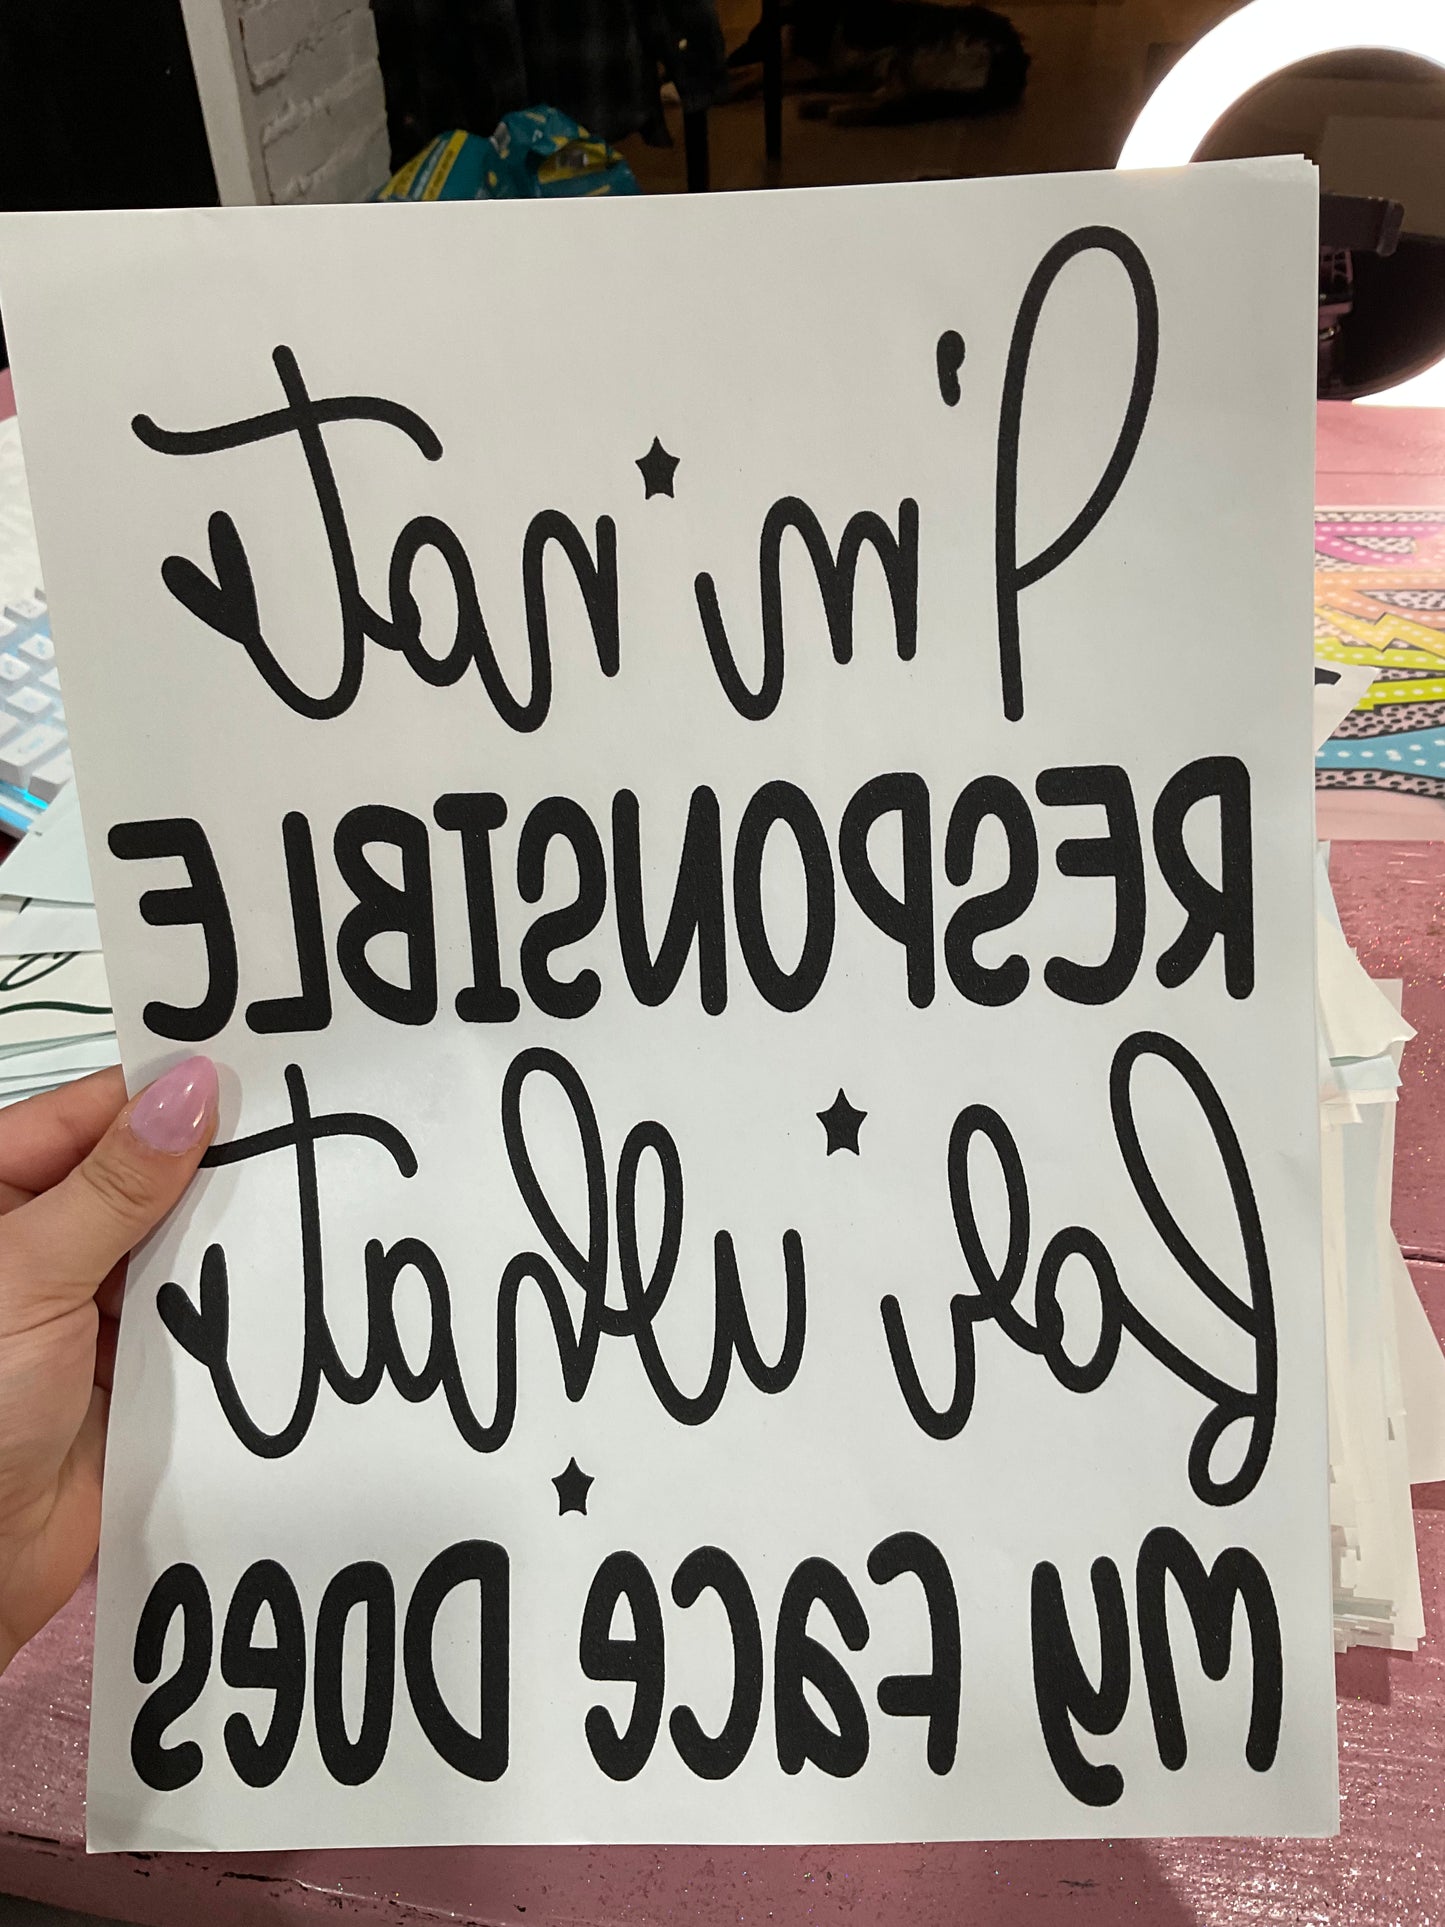 I'm not
RESPONSIBLE
for what
My Face Does